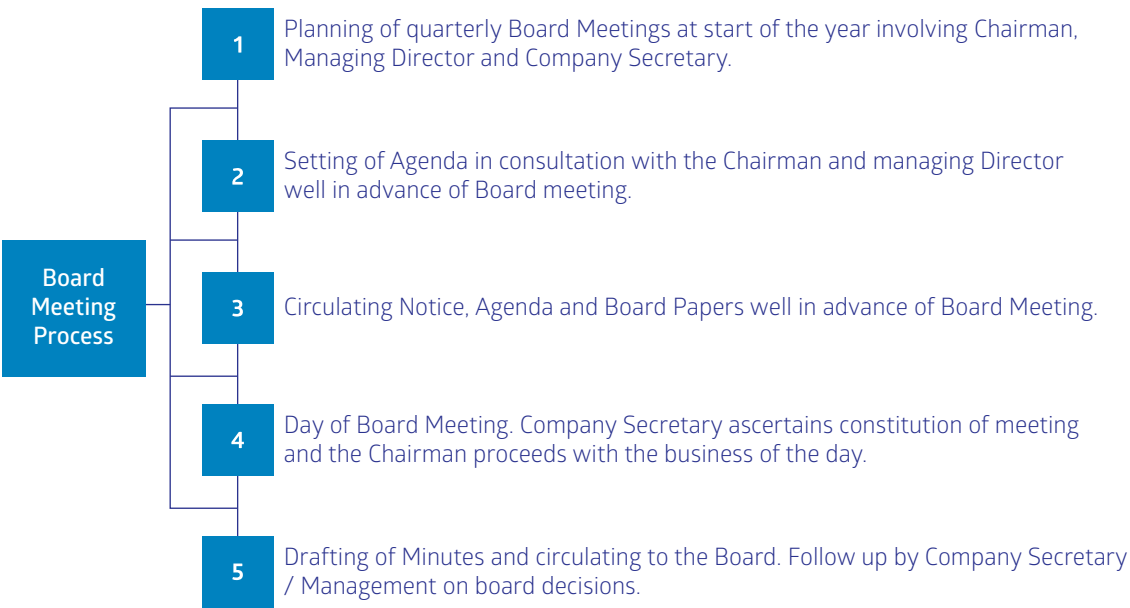 1
Planning of quarterly Board Meetings at start of the year involving Chairman,
Managing Director and Company Secretary.
2
Setting of Agenda in consultation with the Chairman and managing Director
well in advance of Board meeting.
Board
Meeting
Process
3
Circulating Notice, Agenda and Board Papers well in advance of Board Meeting.
4
Day of Board Meeting. Company Secretary ascertains constitution of meeting
and the Chairman proceeds with the business of the day.
5
Drafting of Minutes and circulating to the Board. Follow up by Company Secretary
/ Management on board decisions.